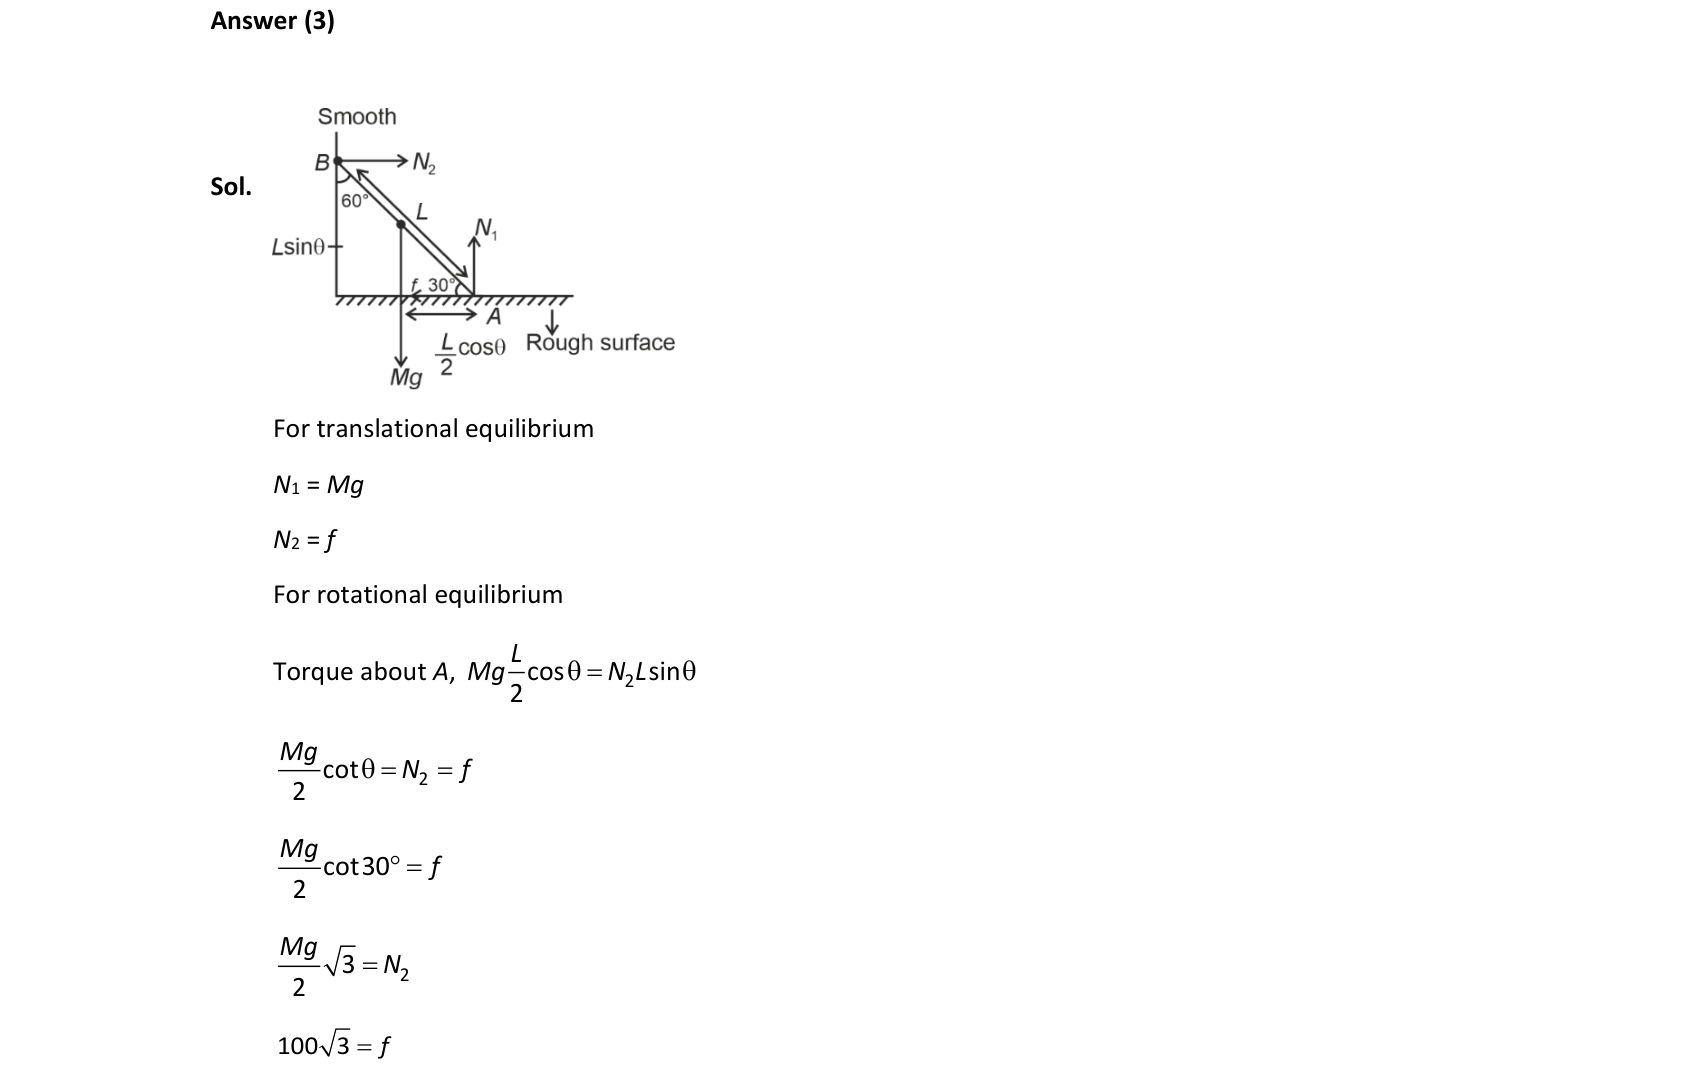 Answer (3)
Smooth
B
N₂
Sol.
60°
L
N₁
Lsinθ
f 30°
A
L/2 cosθ
Rough surface
Mg
For translational equilibrium
N₁ = Mg
N₂ = f
For rotational equilibrium
Torque about A, Mg L/2 cosθ = N₂Lsinθ
Mg/2 cotθ = N₂ = f
Mg/2 cot30° = f
Mg/2 √3 = N₂
100√3 = f